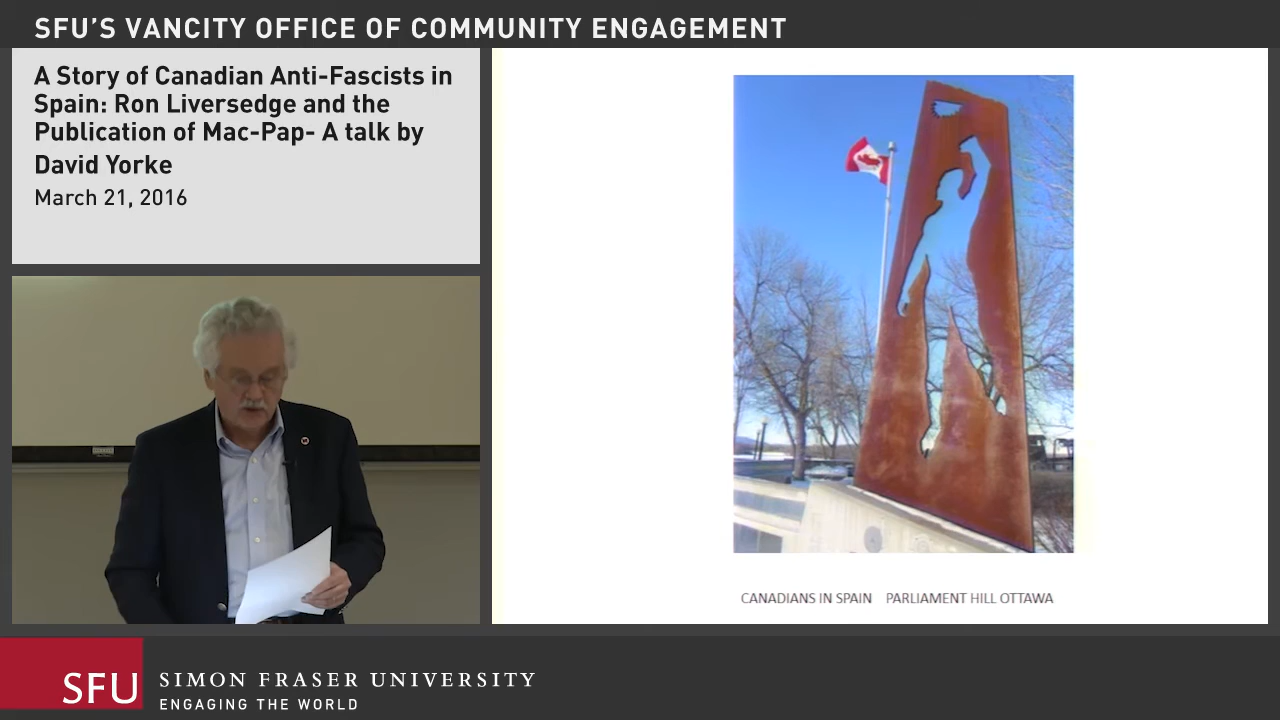 SFU'S VANCITY OFFICE OF COMMUNITY ENGAGEMENT
A Story of Canadian Anti-Fascists in
Spain: Ron Liversedge and the
Publication of Mac-Pap- A talk by
David Yorke
March 21, 2016
CANADIANS IN SPAIN PARLIAMENT HILL OTTAWA
SFU
SIMON FRASER UNIVERSITY
ENGAGING THE WORLD